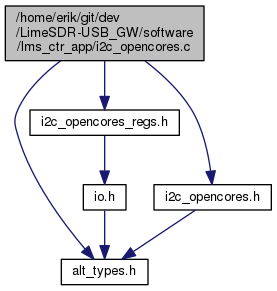 /home/erik/git/dev
/LimeSDR-USB_GW/software
/lms_ctr_app/i2c_opencores.c
i2c_opencores_regs.h
io.h
i2c_opencores.h
alt_types.h